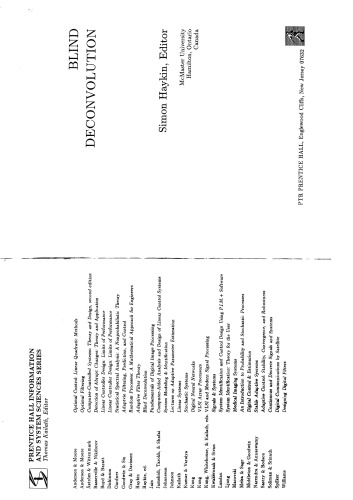 PRENTICE HALL INFORMATION
AND SYSTEM SCIENCES SERIES
Thomas Kailath, Editor
Anderson & Moore Optimal Control: Linear Quadratic Methods
Anderson & Moore Optimal Filtering
Astrom & Wittenmark Computer-Controlled Systems: Theory and Design, second edition
Basseville & Nikiforov Detection of Abrupt Changes: Theory and Application
Boyd & Barratt Linear Controller Design: Limits of Performance
Dahleh
Gardner Statistical Spectral Analysis: A Nonprobabilistic Theory
Goodwin & Sin Adaptive Filtering, Prediction, and Control
Gray & Davisson Random Processes: A Mathematical Approach for Engineers
Haykin Adaptive Filter Theory
Haykin, ed. Blind Deconvolution
Jain Fundamentals of Digital Image Processing
Jamshidi, Tarokh, & Shafai Computer-Aided Analysis and Design of Linear Control Systems
Johansson System Modeling & Identification
Johnson Lectures on Adaptive Parameter Estimation
Kailath Linear Systems
Kumar & Varaiya Stochastic Systems
Kung Digital Neural Networks
Kung VLSI Array Processors
Kung, Whitehouse, & Kailath, eds. VLSI and Modern Signal Processing
Kwakernaak & Sivan Signals & Systems
Landau System Identification and Control Design Using P.I.M. + Software
Ljung System Identification: Theory for the User
Macovski Medical Imaging Systems
Melsa & Sage An Introduction to Probability and Stochastic Processes
Middleton & Goodwin Digital Control & Estimation
Narendra & Annaswamy Stable Adaptive Systems
Sastry & Bodson Adaptive Control: Stability, Convergence, and Robustness
Soliman & Srinath Continuous and Discrete Signals and Systems
Spilker Digital Communications by Satellite
Williams Designing Digital Filters
BLIND
DECONVOLUTION
Simon Haykin, Editor
McMaster University
Hamilton, Ontario
Canada
PTR PRENTICE HALL, Englewood Cliffs, New Jersey 07632